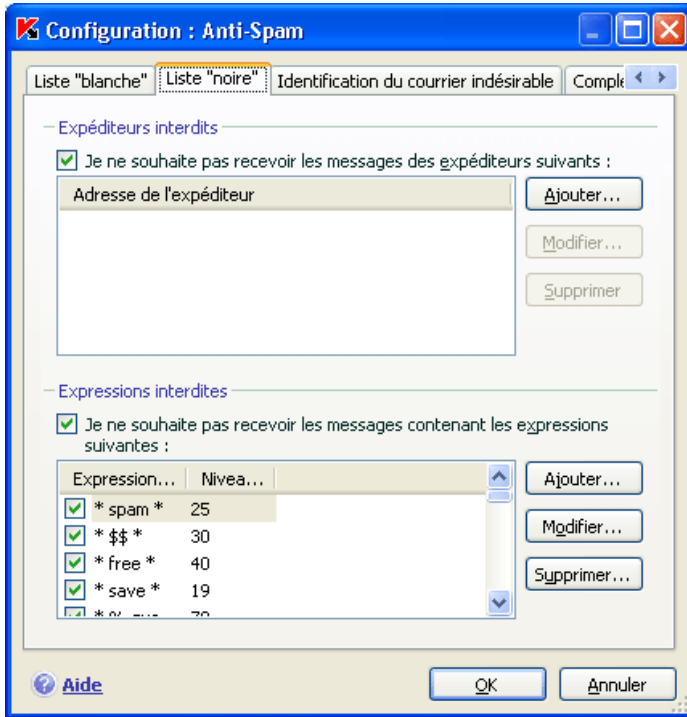 Configuration : Anti-Spam
Liste "blanche" Liste "noire" Identification du courrier indésirable
Expéditeurs interdits
Je ne souhaite pas recevoir les messages des expéditeurs suivants :
Adresse de l'expéditeur
Ajouter...
Modifier...
Supprimer
Expressions interdites
Je ne souhaite pas recevoir les messages contenant les expressions
suivantes :
Expression... Nivea...
Ajouter...
* spam * 25
* $$ * 30
Modifier...
* free * 40
Supprimer...
* save * 19
Aide
OK
Annuler